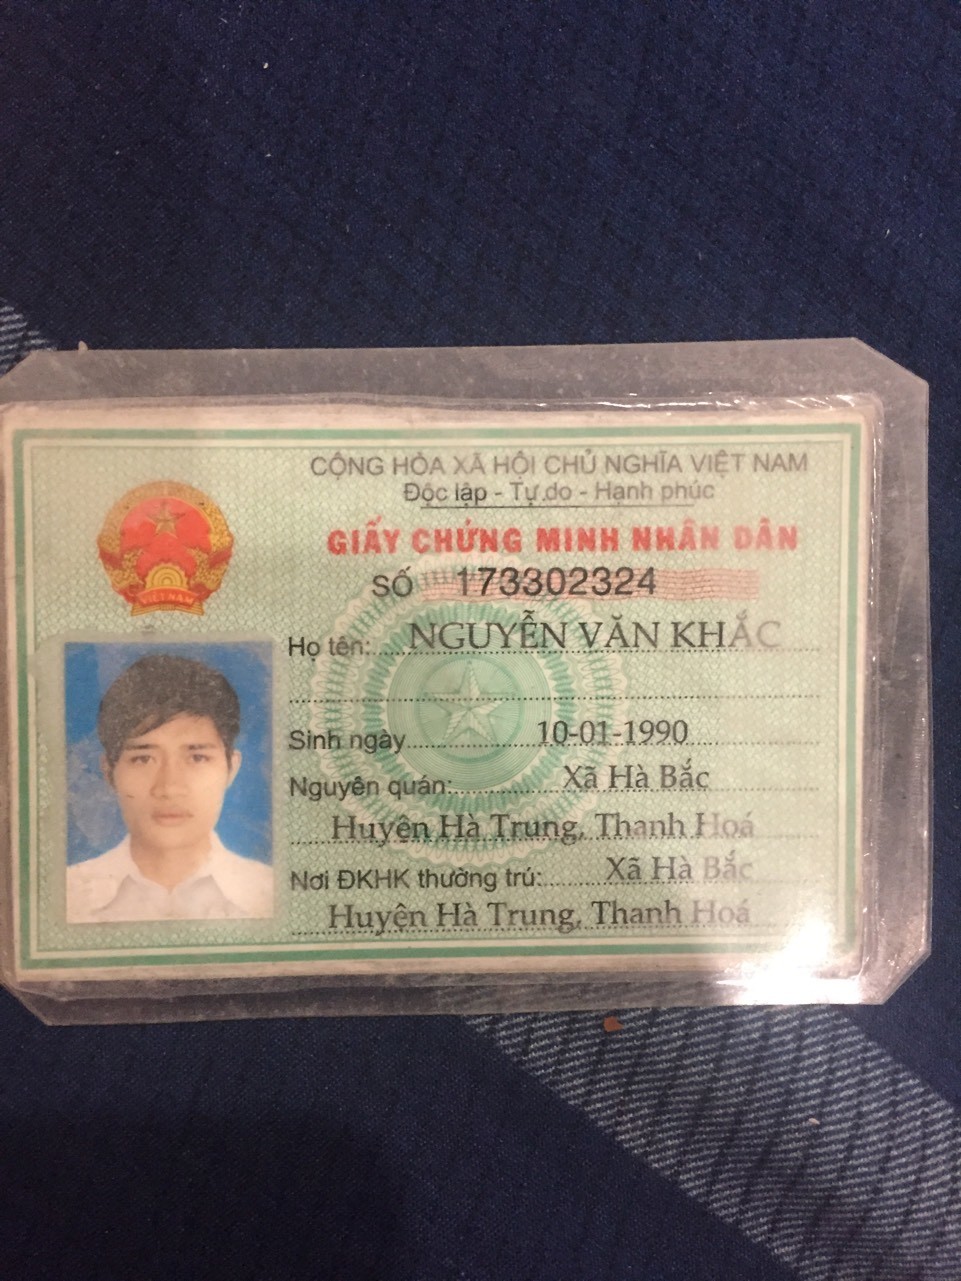 CỘNG HÒA XÃ HỘI CHỦ NGHĨA VIỆT NAM
Độc lập - Tự do - Hạnh phúc
GIẤY CHỨNG MINH NHÂN DÂN
SỐ 173302324
VIỆT NAM
Họ tên: NGUYỄN VĂN KHẮC
Sinh ngày 10-01-1990
Nguyên quán: Xã Hà Bắc
Huyện Hà Trung, Thanh Hoá
Nơi ĐKHK thường trú: Xã Hà Bắc
Huyện Hà Trung, Thanh Hoá